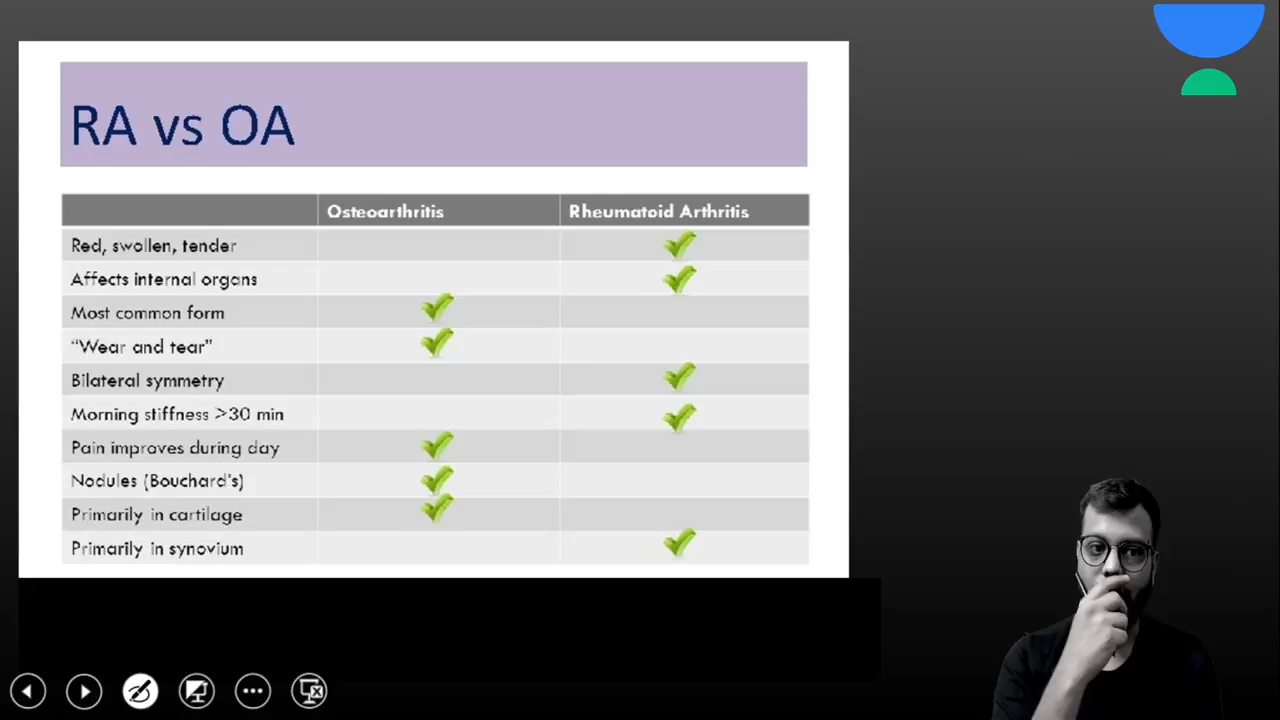 RA vs OA
Osteoarthritis Rheumatoid Arthritis
Red, swollen, tender
Affects internal organs
Most common form
“Wear and tear”
Bilateral symmetry
Morning stiffness >30 min
Pain improves during day
Nodules (Bouchard's)
Primarily in cartilage
Primarily in synovium